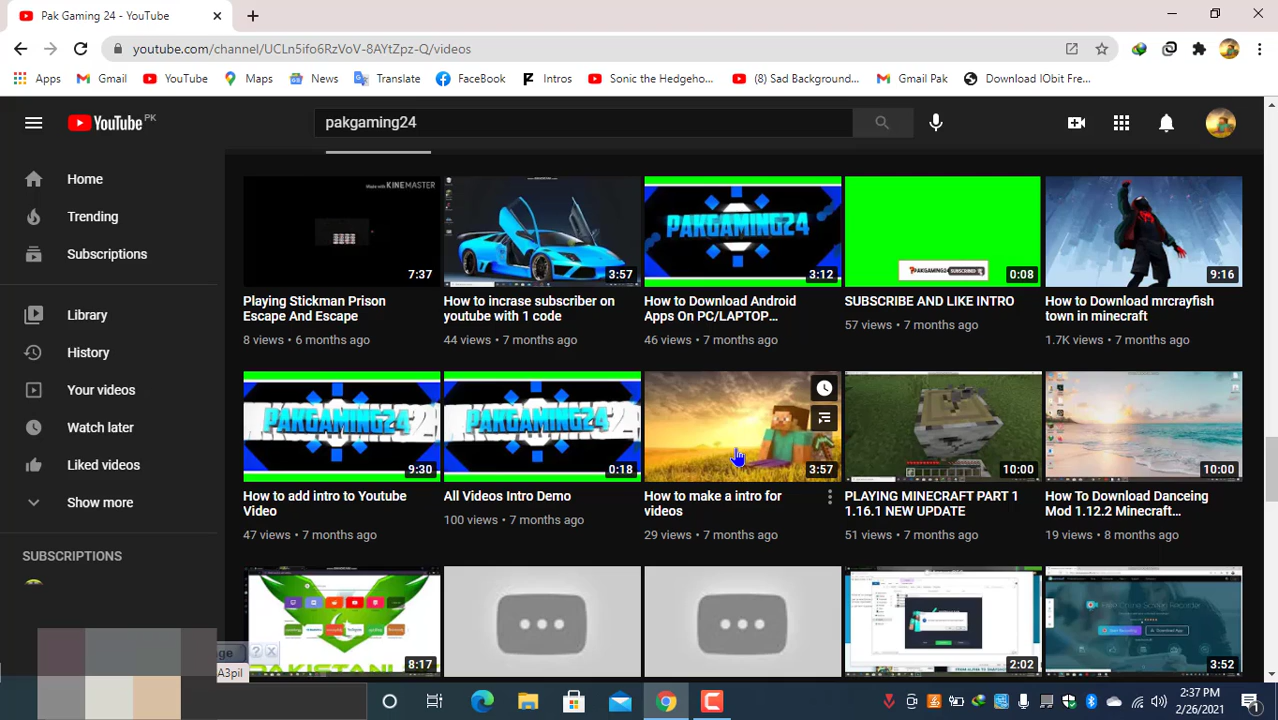 Pak Gaming 24 - YouTube
youtube.com/channel/UCLn5ifo6RzVoV-8AYtZpz-Q/videos
Apps Gmail YouTube Maps News Translate FaceBook Intros Sonic the Hedgeho... (8) Sad Background... Gmail Pak Download IObit Fre...
YouTube PK
pakgaming24
Home
Trending
Subscriptions
Library
History
Your videos
Watch later
Liked videos
Show more
SUBSCRIPTIONS
Made with KINEMASTER
PAKGAMING24
PAKGAMING24 SUBSCRIBED
7:37 3:57 3:12 0:08 9:16
Playing Stickman Prison How to incrase subscriber on How to Download Android SUBSCRIBE AND LIKE INTRO How to Download mrcrayfish
Escape And Escape youtube with 1 code Apps On PC/LAPTOP... town in minecraft
8 views • 6 months ago 44 views • 7 months ago 46 views • 7 months ago 57 views • 7 months ago 1.7K views • 7 months ago
PAKGAMING24 PAKGAMING24
9:30 0:18 3:57 10:00 10:00
How to add intro to Youtube All Videos Intro Demo How to make a intro for PLAYING MINECRAFT PART 1 How To Download Danceing
Video videos 1.16.1 NEW UPDATE Mod 1.12.2 Minecraft...
47 views • 7 months ago 100 views • 7 months ago 29 views • 7 months ago 51 views • 7 months ago 19 views • 8 months ago
8:17 2:02 3:52
A3pil
2:37 PM
2/26/2021